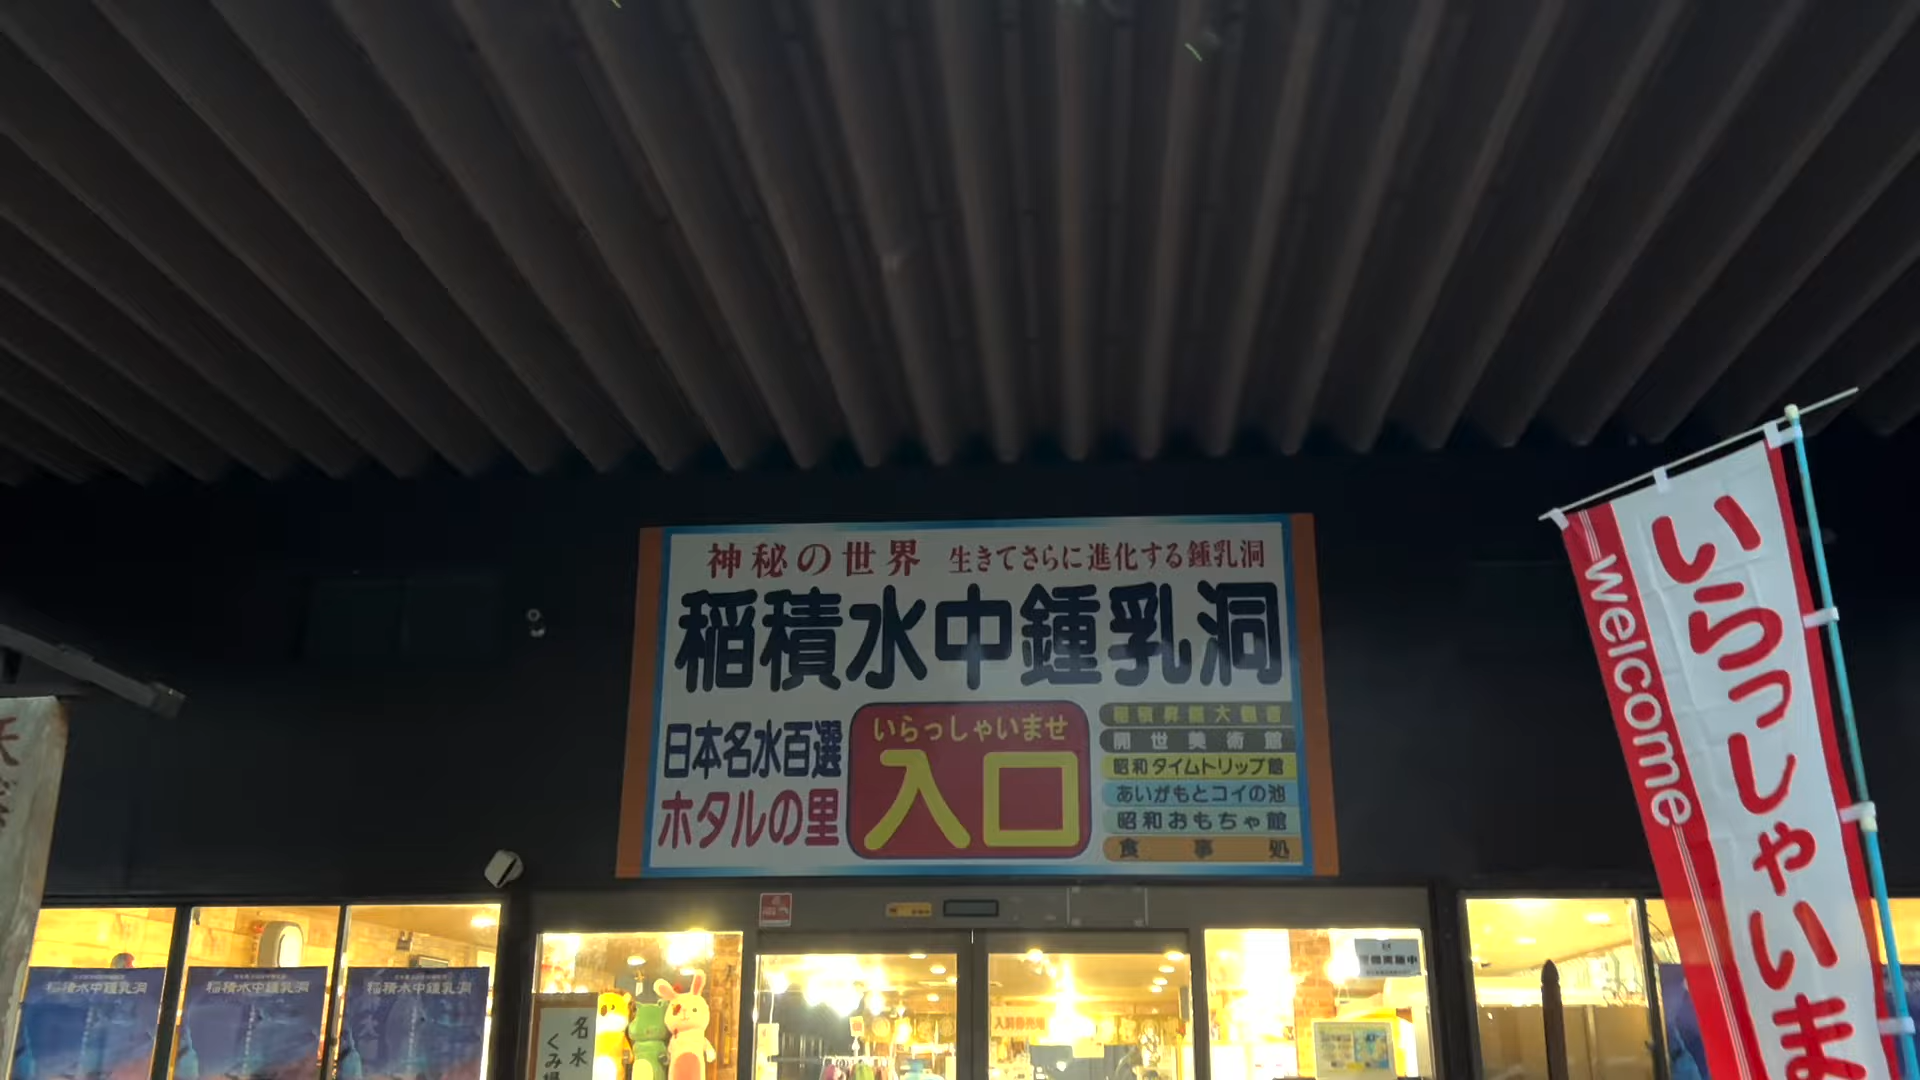 神秘の世界 生きてさらに進化する鍾乳洞
稲積水中鍾乳洞
日本名水百選
ホタルの里
いらっしゃいませ
入口
稲積昇龍大観音
開世美術館
昭和タイムトリップ館
あいがもとコイの池
昭和おもちゃ館
食事処
welcome
いらっしゃいま
稲積水中鍾乳洞
稲積水中鍾乳洞
稲積水中鍾乳洞
名水
くみ場